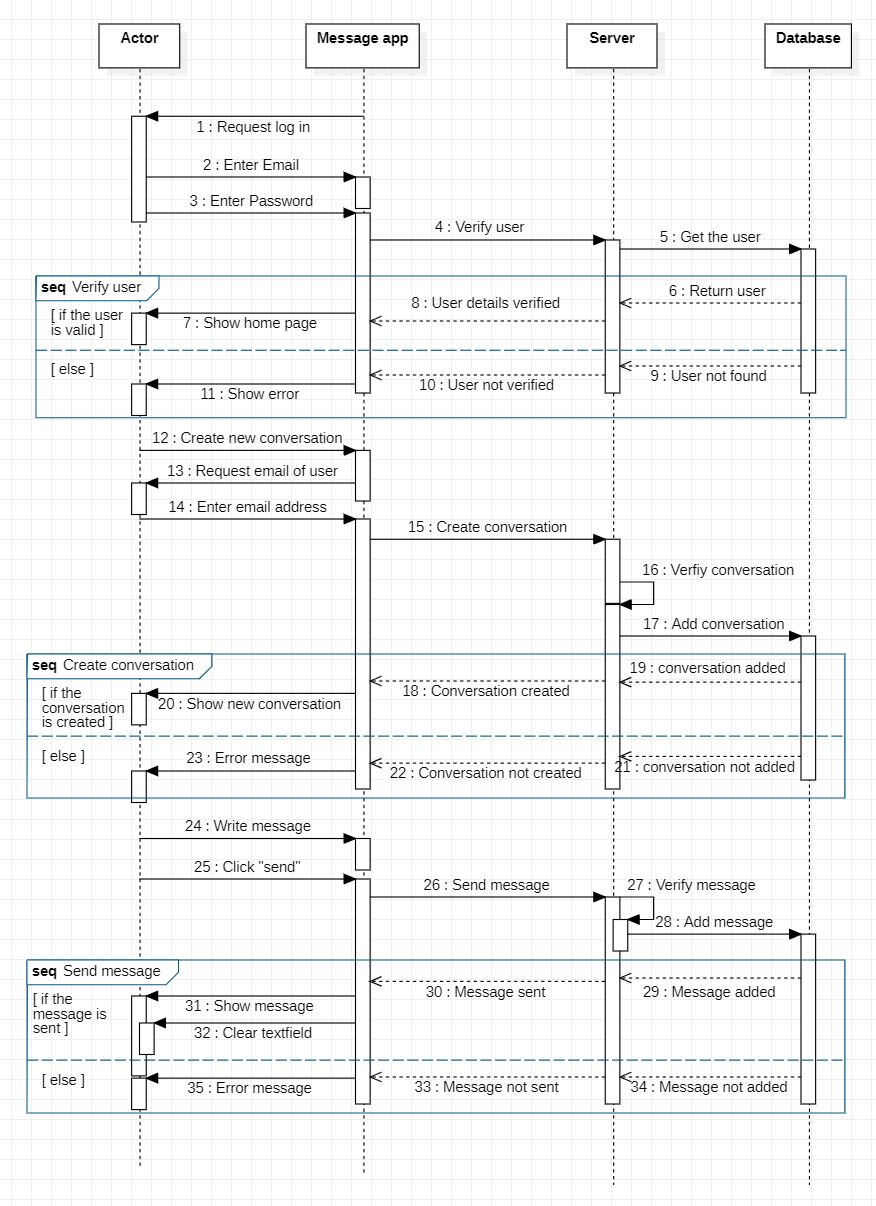 Actor
Message app
Server
Database
1 : Request log in
2 : Enter Email
3 : Enter Password
4 : Verify user
5 : Get the user
seq Verify user
6 : Return user
8 : User details verified
[ if the user
is valid ]
7 : Show home page
[ else ]
9 : User not found
10 : User not verified
11 : Show error
12 : Create new conversation
13 : Request email of user
14 : Enter email address
15 : Create conversation
16 : Verfiy conversation
17 : Add conversation
seq Create conversation
19 : conversation added
18 : Conversation created
[ if the
conversation
is created ]
20 : Show new conversation
[ else ]
23 : Error message
21 : conversation not added
22 : Conversation not created
24 : Write message
25 : Click "send"
26 : Send message
27 : Verify message
28 : Add message
seq Send message
29 : Message added
30 : Message sent
[ if the
message is
sent ]
31 : Show message
32 : Clear textfield
[ else ]
35 : Error message
33 : Message not sent
34 : Message not added